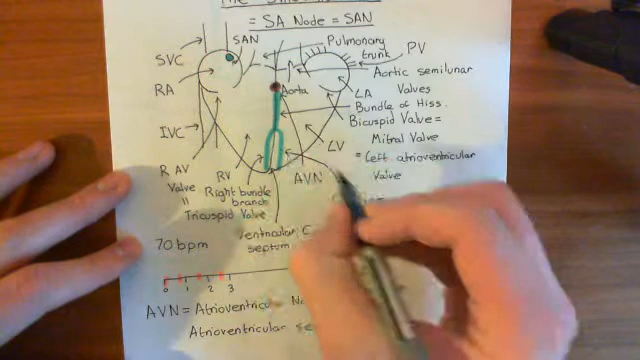 The
= SA Node = SAN
SAN
SVC
RA
IVC
Pulmonary
trunk
PV
Aortic semilunar
Valves
LA
Aorta
Bundle of Hiss.
Bicuspid Valve =
Mitral Valve
= Left atrioventricular
Valve
LV
AVN
R AV
Valve
"
Tricuspid Valve
RV
Right bundle
branch
ventricular
septum
70 bpm
0 1 2 3
AVN = Atrioventric
Atrioventricular se